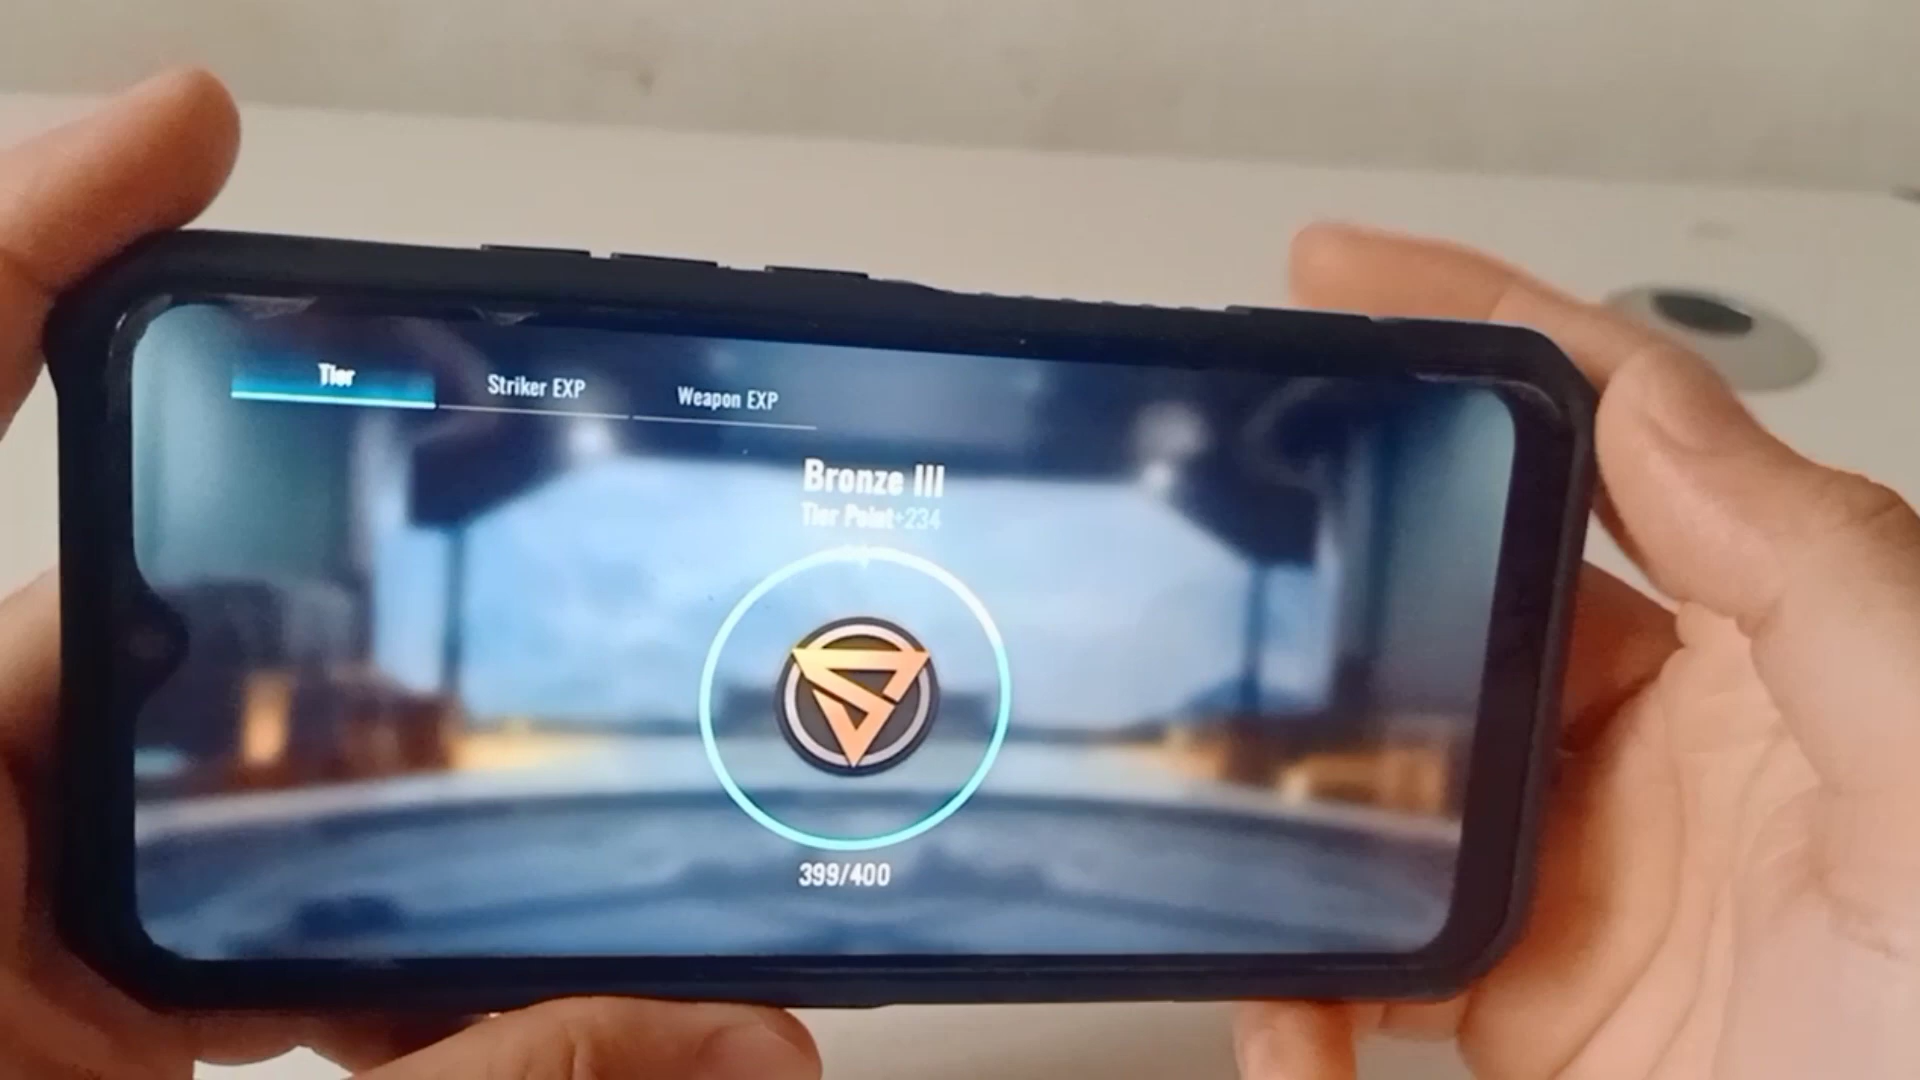 Tier
Striker EXP
Weapon EXP
Bronze III
Tier Point+234
399/400